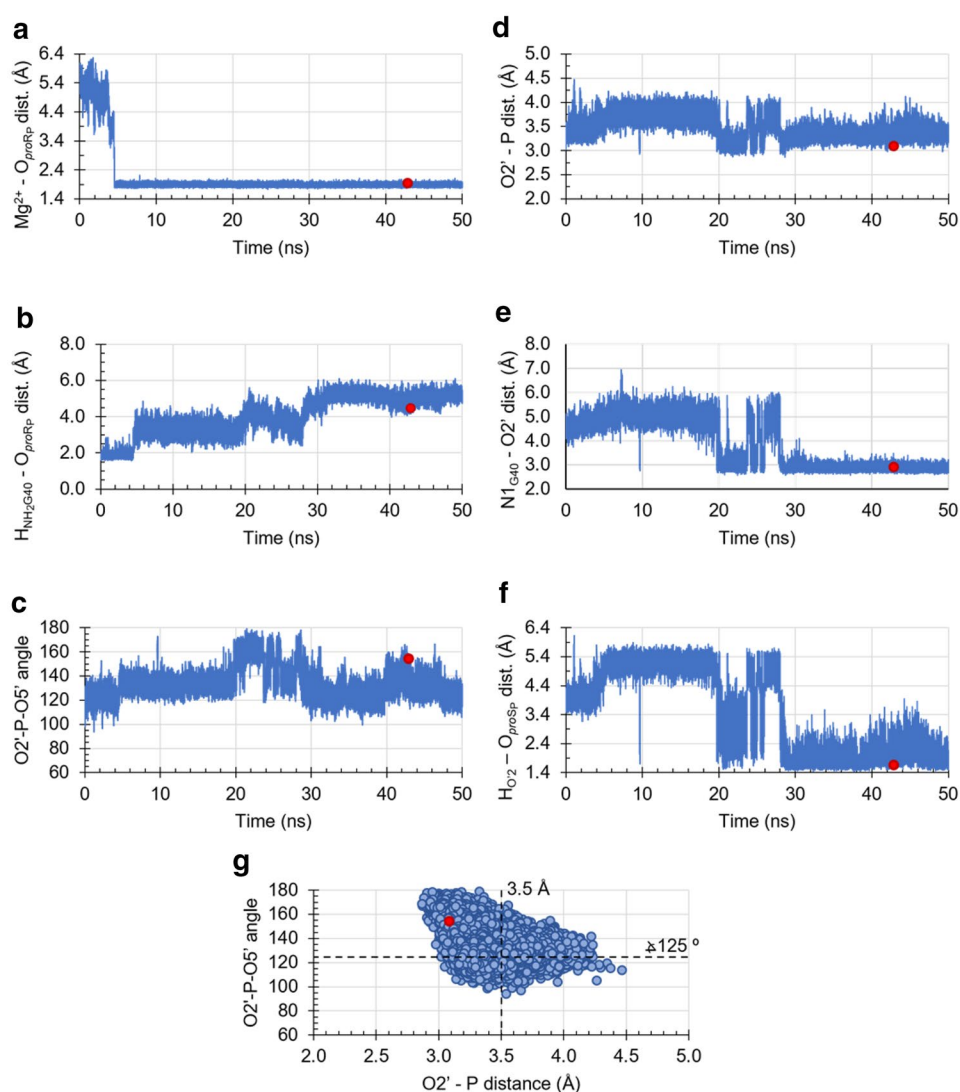 a
Mg²⁺ - O_proRp dist. (Å)
6.4
5.4
4.4
3.4
2.4
1.4
0 10 20 30 40 50
Time (ns)
b
H_NH₂G40 - O_proRp dist. (Å)
8.0
6.0
4.0
2.0
0.0
0 10 20 30 40 50
Time (ns)
c
O2'-P-O5' angle
180
160
140
120
100
80
60
0 10 20 30 40 50
Time (ns)
d
O2' - P dist. (Å)
5.0
4.5
4.0
3.5
3.0
2.5
2.0
0 10 20 30 40 50
Time (ns)
e
N1_G40 - O2' dist. (Å)
8.0
7.0
6.0
5.0
4.0
3.0
2.0
0 10 20 30 40 50
Time (ns)
f
H_O'2 – O_proSp dist. (Å)
6.4
5.4
4.4
3.4
2.4
1.4
0 10 20 30 40 50
Time (ns)
g
O2'-P-O5' angle
180
160
140
120
100
80
60
3.5 Å
∡125 º
2.0 2.5 3.0 3.5 4.0 4.5 5.0
O2' - P distance (Å)